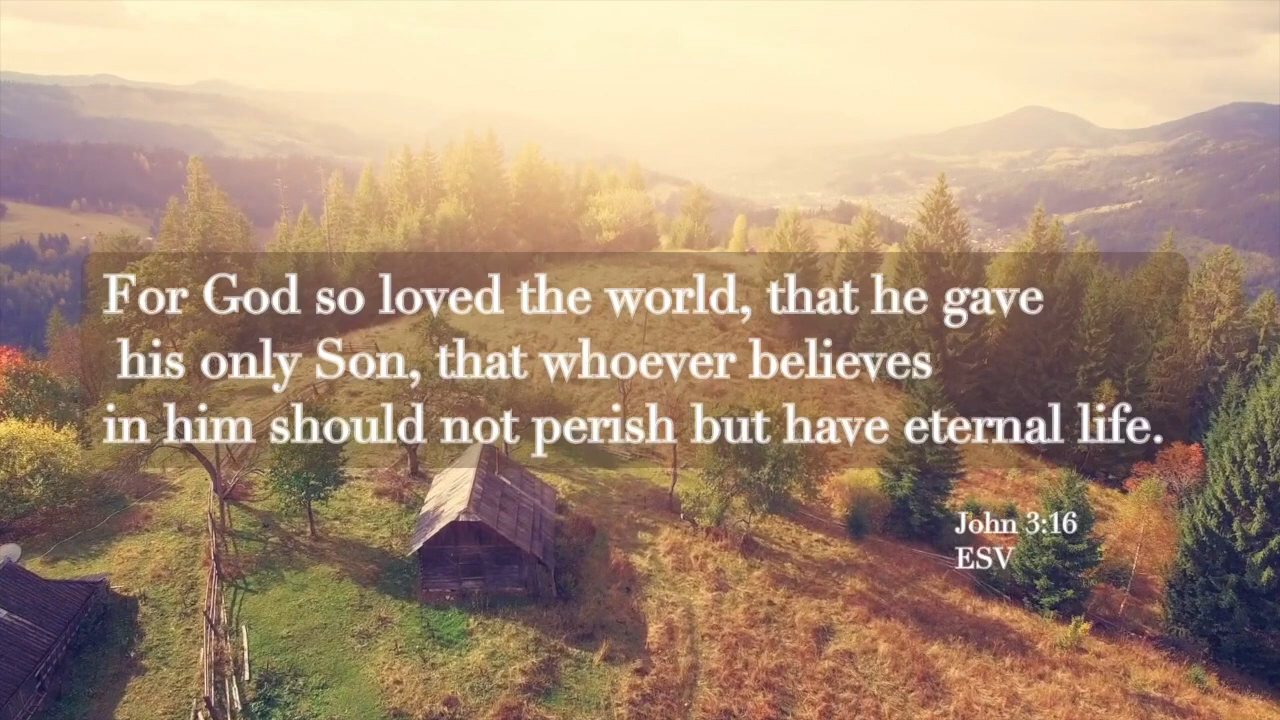 For God so loved the world, that he gave
his only Son, that whoever believes
in him should not perish but have eternal life.
John 3:16
ESV